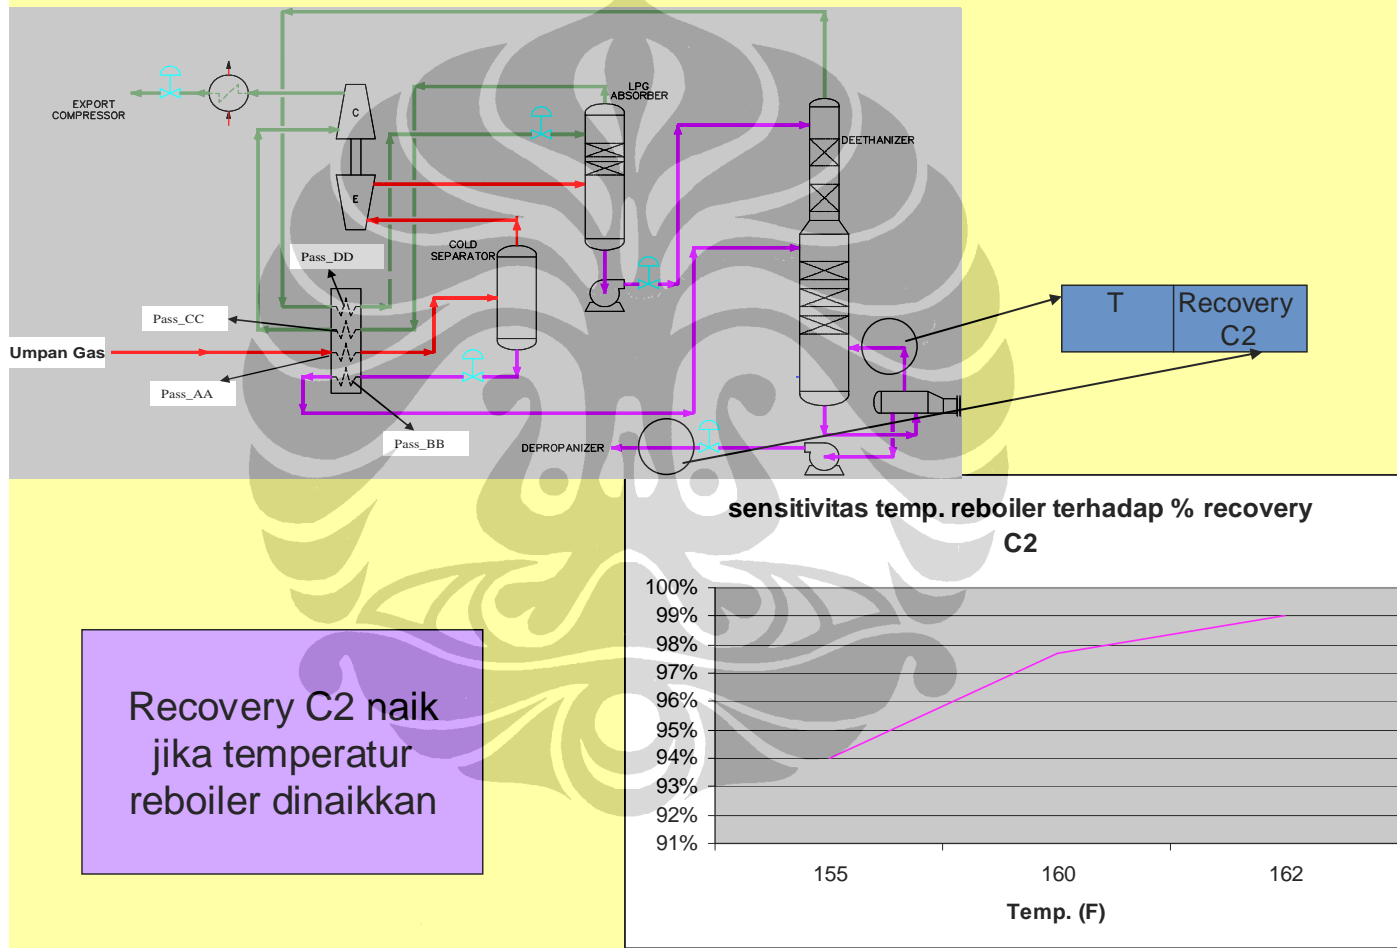 EXPORT
COMPRESSOR
C
E
LPG
ABSORBER
DEETHANIZER
COLD
SEPARATOR
Pass_DD
Pass_CC
Umpan Gas
Pass_AA
Pass_BB
DEPROPANIZER
T
Recovery
C2
Recovery C2 naik
jika temperatur
reboiler dinaikkan
sensitivitas temp. reboiler terhadap % recovery
C2
100%
99%
98%
97%
96%
95%
94%
93%
92%
91%
155 160 162
Temp. (F)